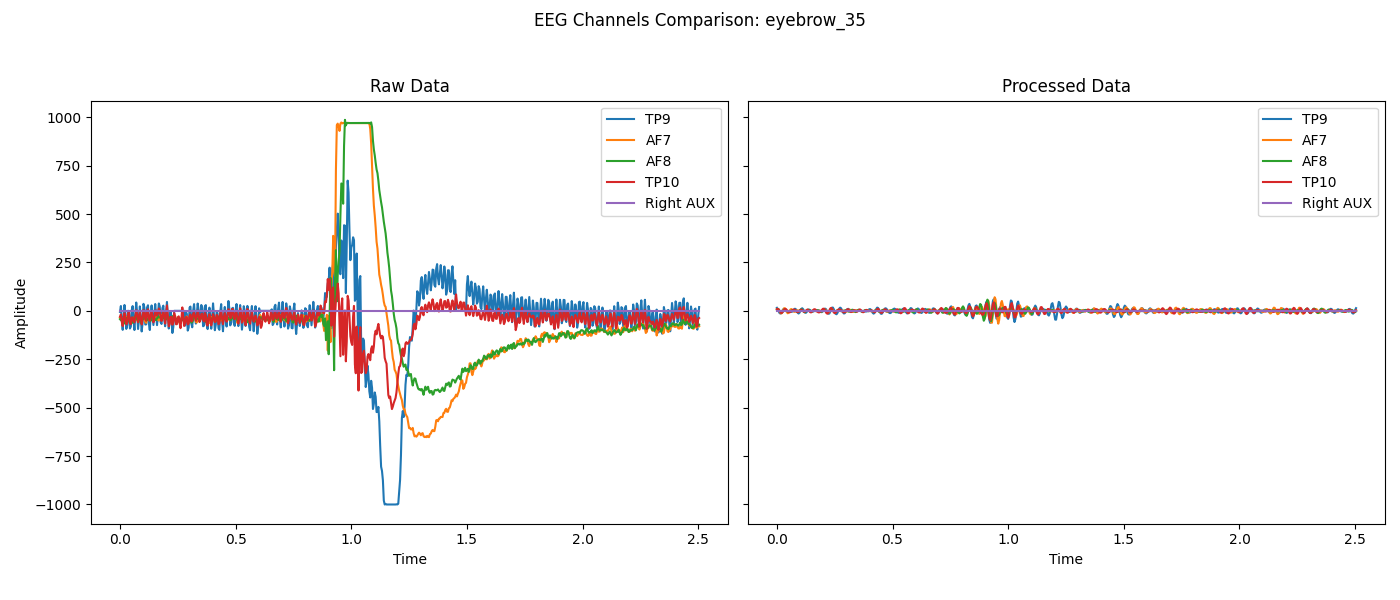 EEG Channels Comparison: eyebrow_35
Raw Data
Processed Data
TP9
AF7
AF8
TP10
Right AUX
TP9
AF7
AF8
TP10
Right AUX
1000
750
500
250
0
−250
−500
−750
−1000
Amplitude
0.0 0.5 1.0 1.5 2.0 2.5
0.0 0.5 1.0 1.5 2.0 2.5
Time
Time